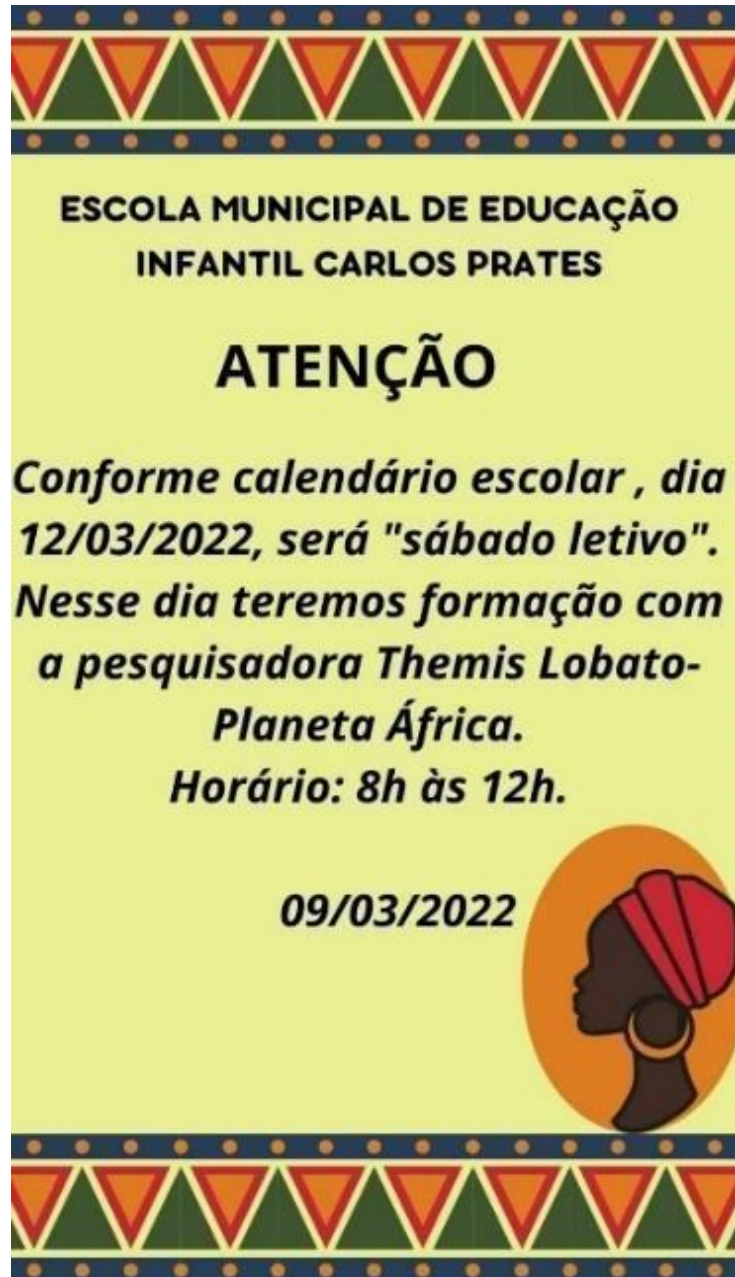 ESCOLA MUNICIPAL DE EDUCAÇÃO
INFANTIL CARLOS PRATES
ATENÇÃO
Conforme calendário escolar , dia
12/03/2022, será "sábado letivo".
Nesse dia teremos formação com
a pesquisadora Themis Lobato-
Planeta África.
Horário: 8h às 12h.
09/03/2022